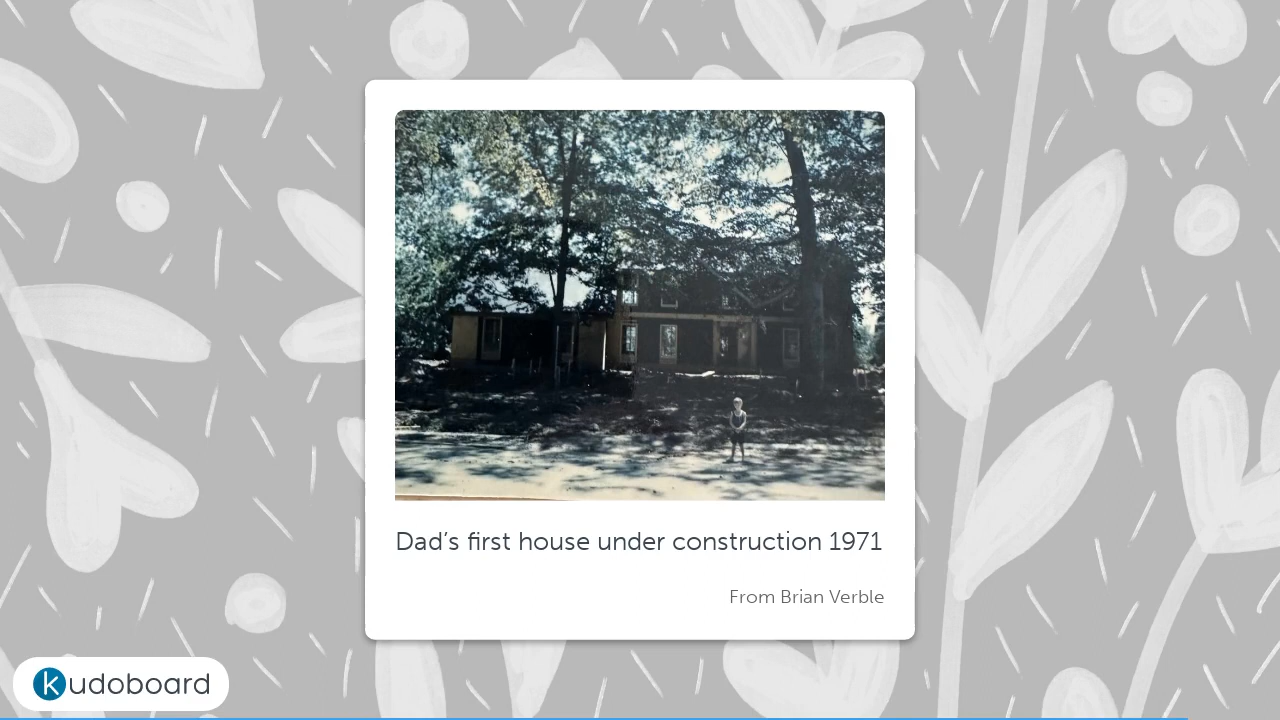 Dad’s first house under construction 1971
From Brian Verble
kudoboard